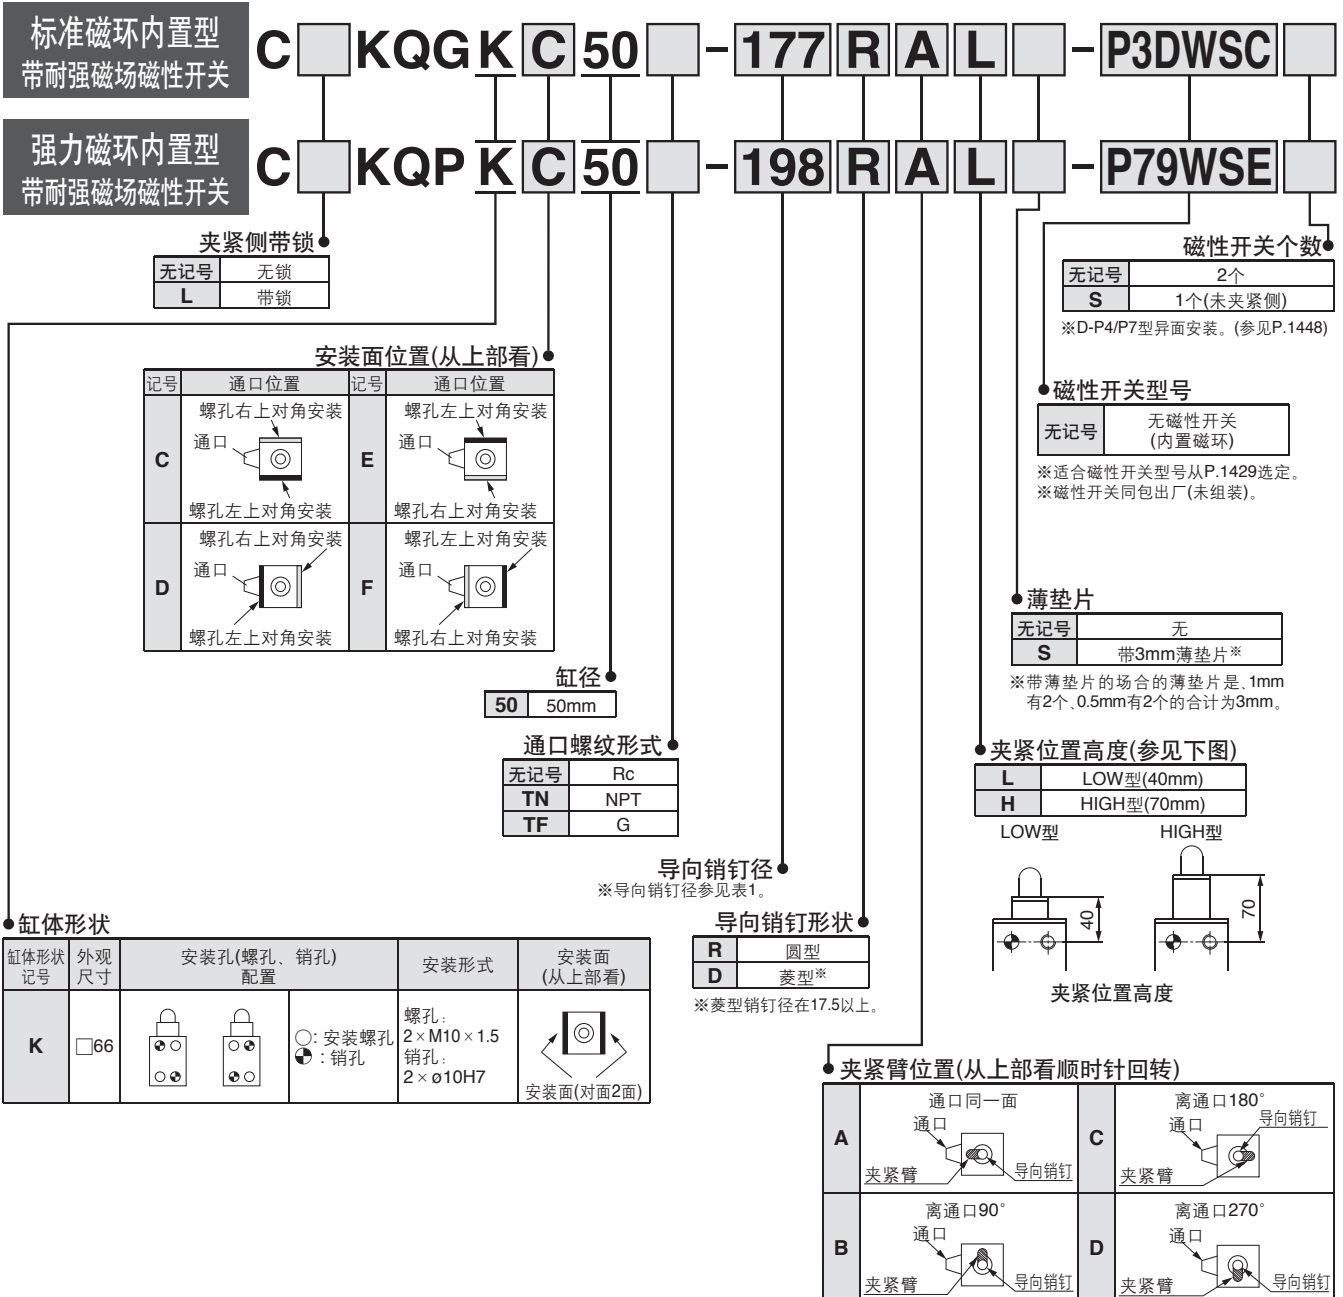 标准磁环内置型
带耐强磁场磁性开关
C□KQGKC50□-177RAL□-P3DWSC□
强力磁环内置型
带耐强磁场磁性开关
C□KQPKC50□-198RAL□-P79WSE□
夹紧侧带锁
无记号 无锁
L 带锁
磁性开关个数
无记号 2个
S 1个(未夹紧侧)
※D-P4/P7型异面安装。(参见P.1448)
安装面位置(从上部看)
记号 通口位置 记号 通口位置
C
螺孔右上对角安装
通口
螺孔左上对角安装
E
螺孔左上对角安装
通口
螺孔右上对角安装
D
螺孔右上对角安装
通口
螺孔左上对角安装
F
螺孔左上对角安装
通口
螺孔右上对角安装
磁性开关型号
无记号 无磁性开关
(内置磁环)
※适合磁性开关型号从P.1429选定。
※磁性开关同包出厂(未组装)。
薄垫片
无记号 无
S 带3mm薄垫片※
※带薄垫片的场合的薄垫片是、1mm
有2个、0.5mm有2个的合计为3mm。
缸径
50 50mm
通口螺纹形式
无记号 Rc
TN NPT
TF G
夹紧位置高度(参见下图)
L LOW型(40mm)
H HIGH型(70mm)
LOW型 HIGH型
40
70
夹紧位置高度
导向销钉径
※导向销钉径参见表1。
导向销钉形状
R 圆型
D 菱型※
※菱型销钉径在17.5以上。
缸体形状
缸体形状
记号
外观
尺寸
安装孔(螺孔、销孔)
配置
安装形式
安装面
(从上部看)
K
□66
○: 安装螺孔
: 销孔
螺孔:
2×M10×1.5
销孔:
2×ø10H7
安装面(对面2面)
夹紧臂位置(从上部看顺时针回转)
A
通口同一面
通口
夹紧臂
导向销钉
C
离通口180°
通口
导向销钉
夹紧臂
B
离通口90°
通口
夹紧臂
导向销钉
D
离通口270°
通口
夹紧臂
导向销钉